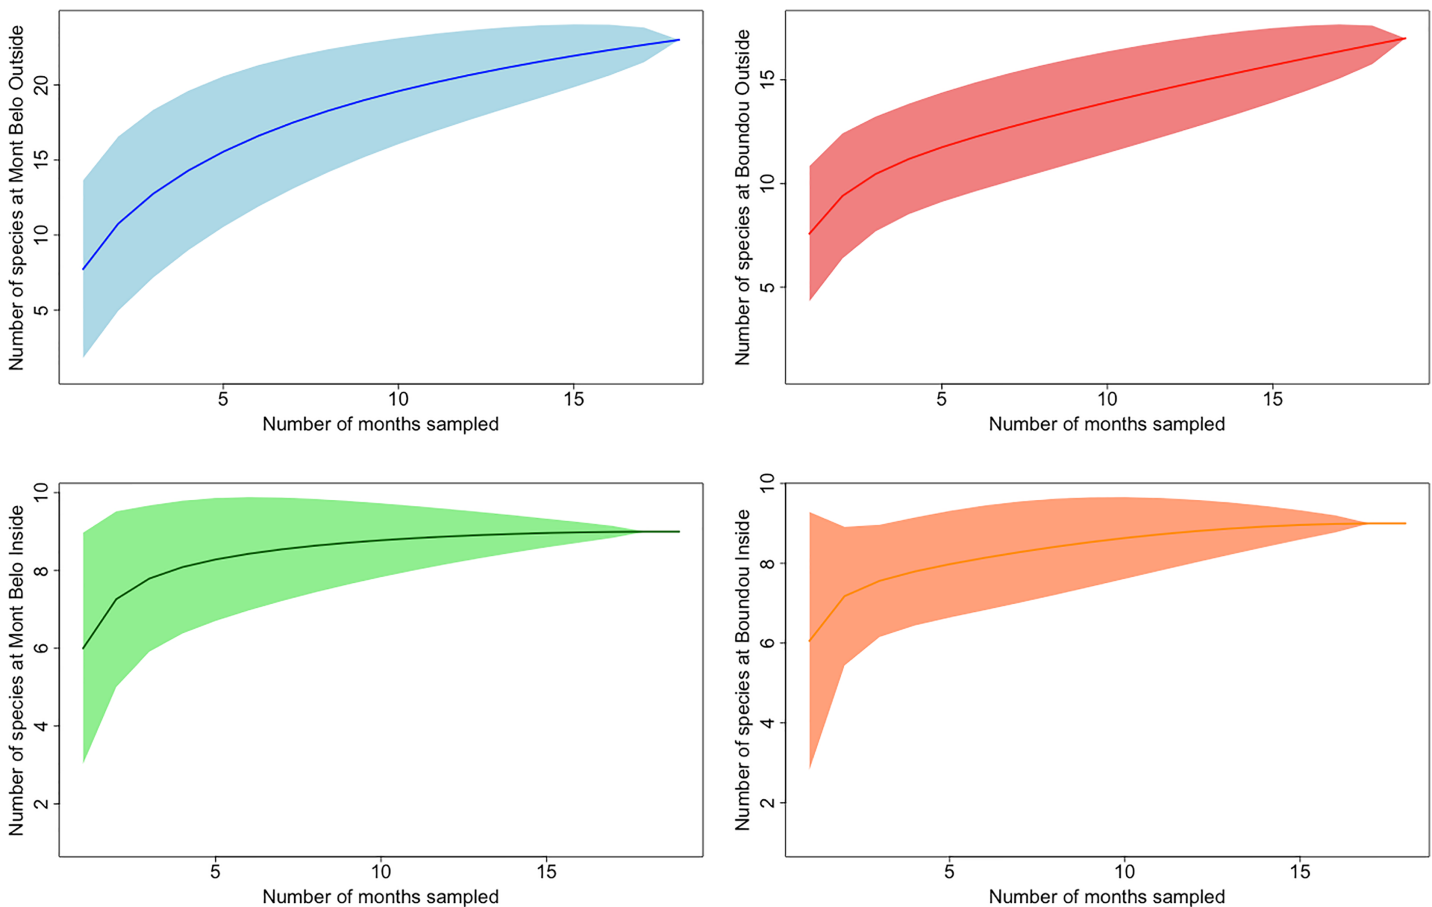 Number of species at Mont Belo Outside
20
15
10
5
5 10 15
Number of months sampled
Number of species at Boundou Outside
15
10
5
5 10 15
Number of months sampled
Number of species at Mont Belo Inside
10
8
6
4
2
5 10 15
Number of months sampled
Number of species at Boundou Inside
10
8
6
4
2
5 10 15
Number of months sampled